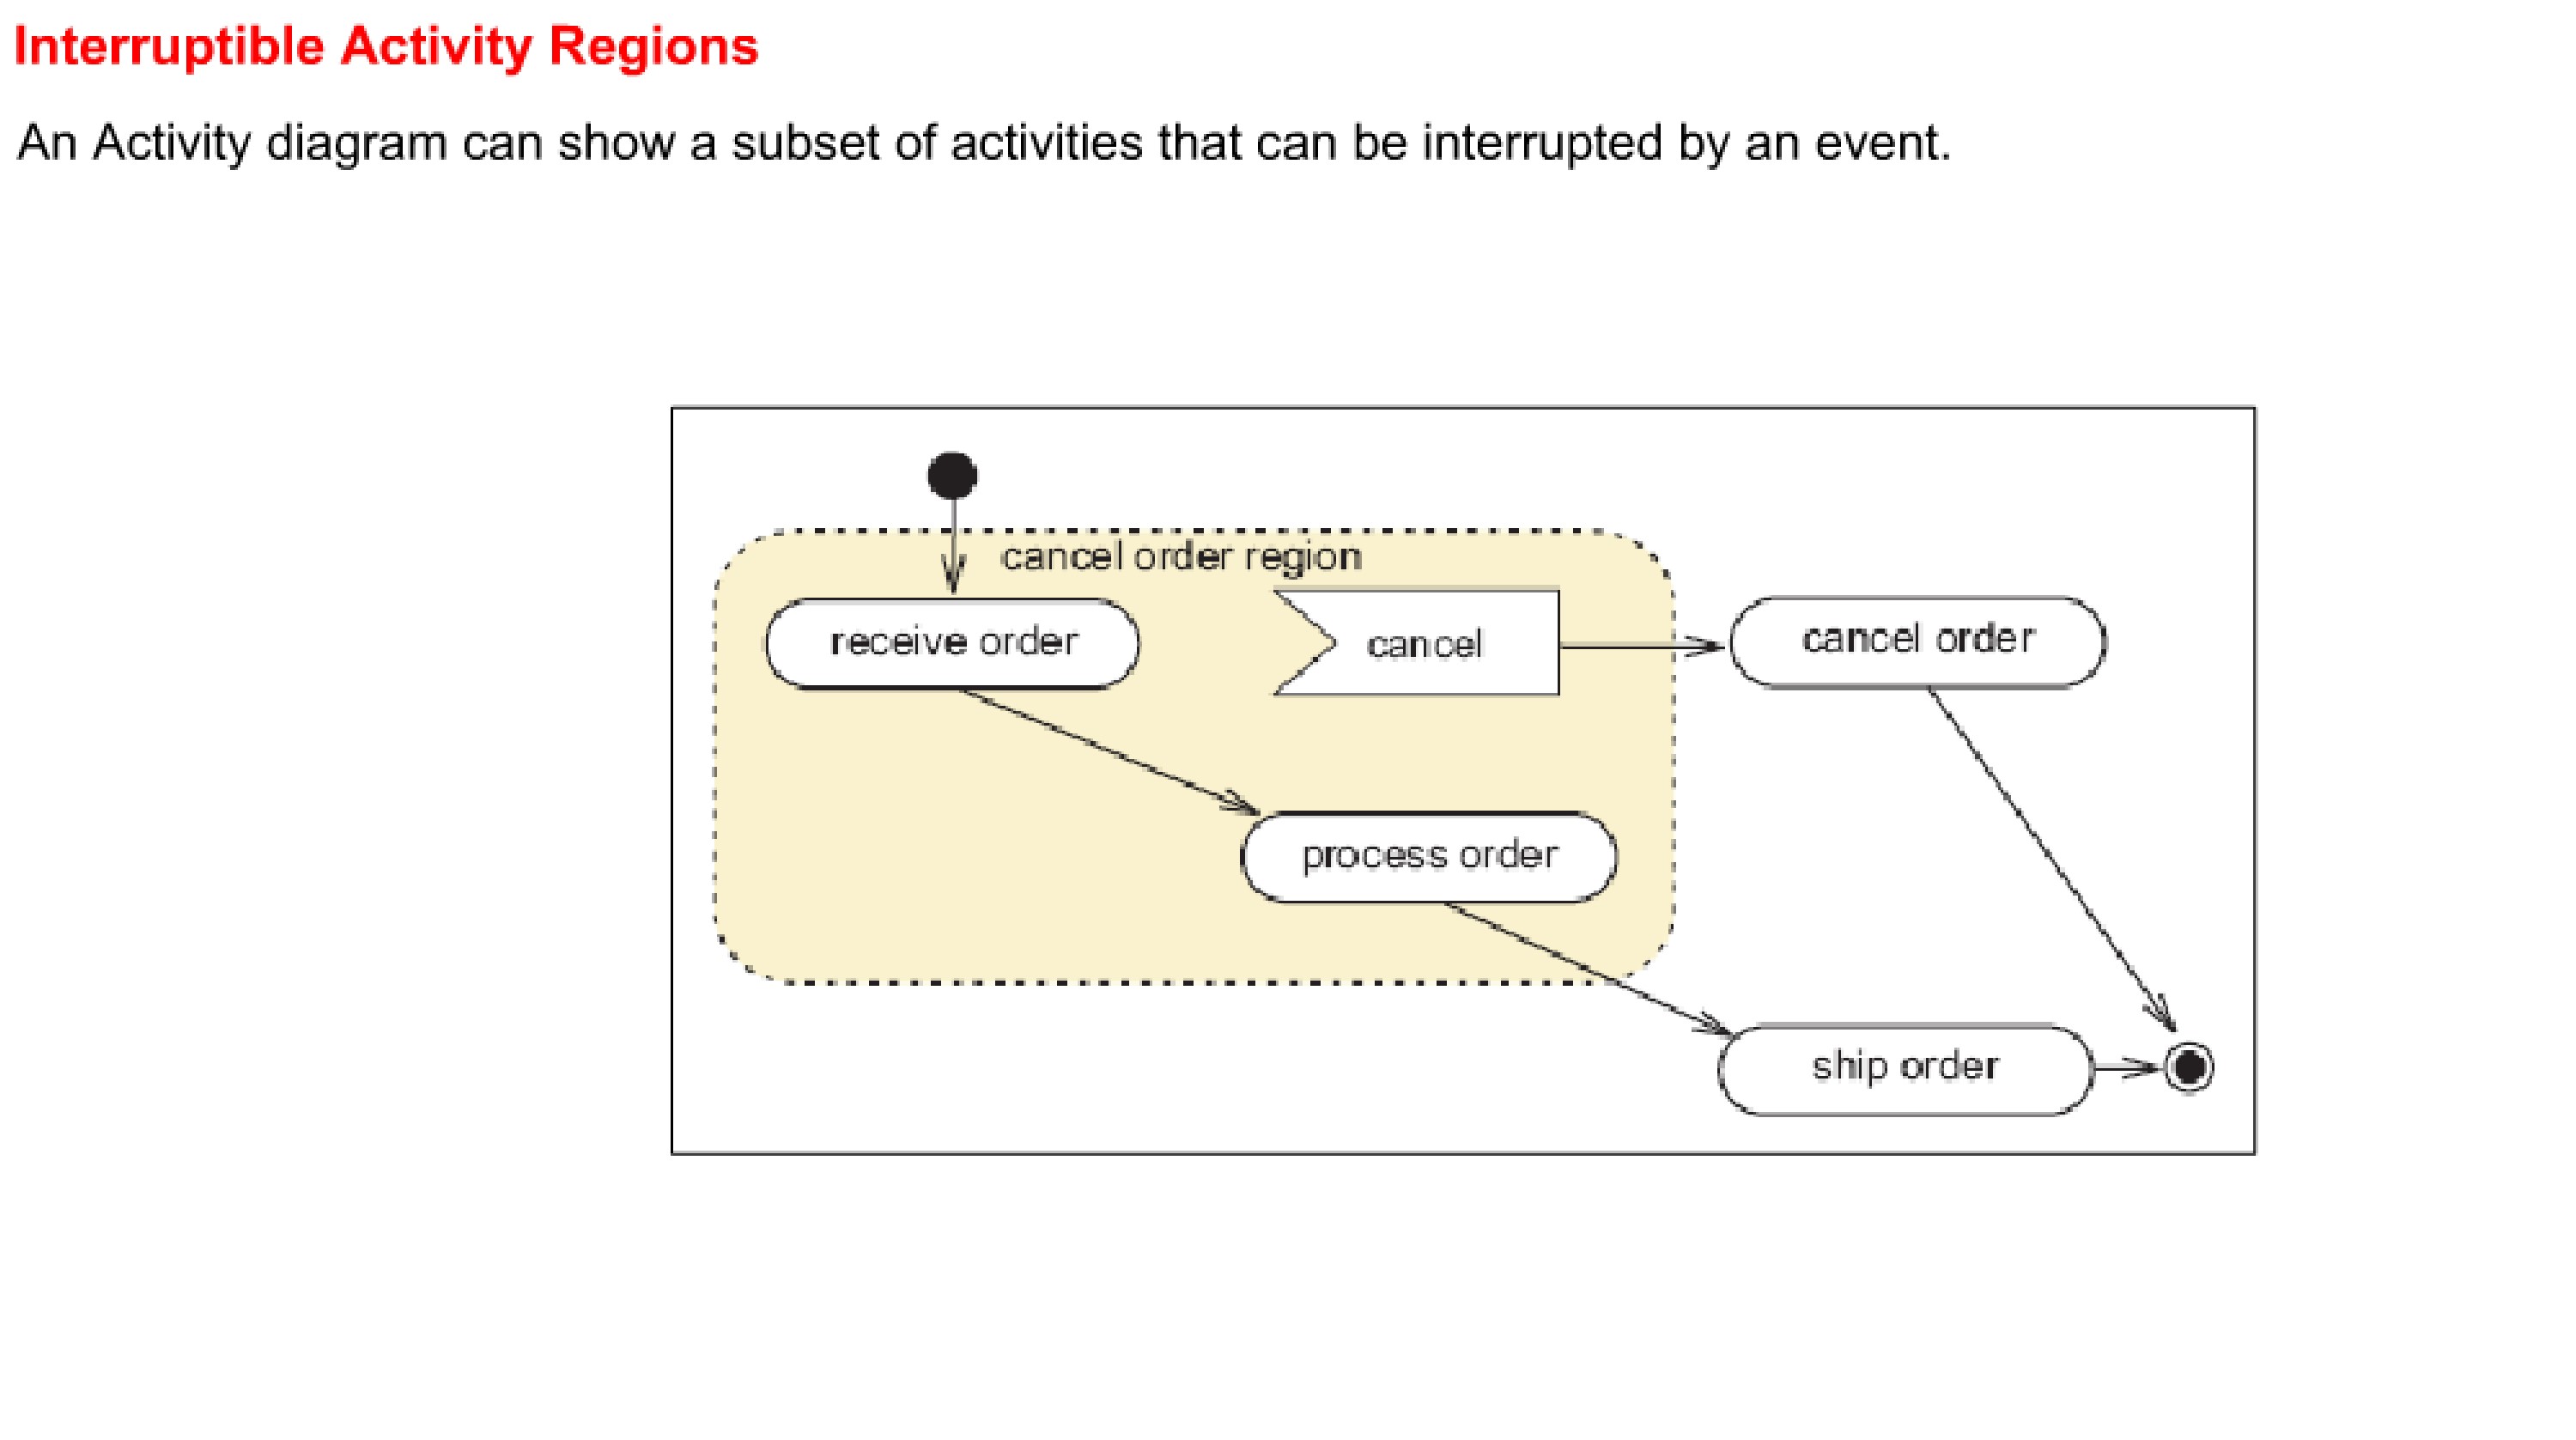 Interruptible Activity Regions
An Activity diagram can show a subset of activities that can be interrupted by an event.
cancel order region
receive order
cancel
cancel order
process order
ship order